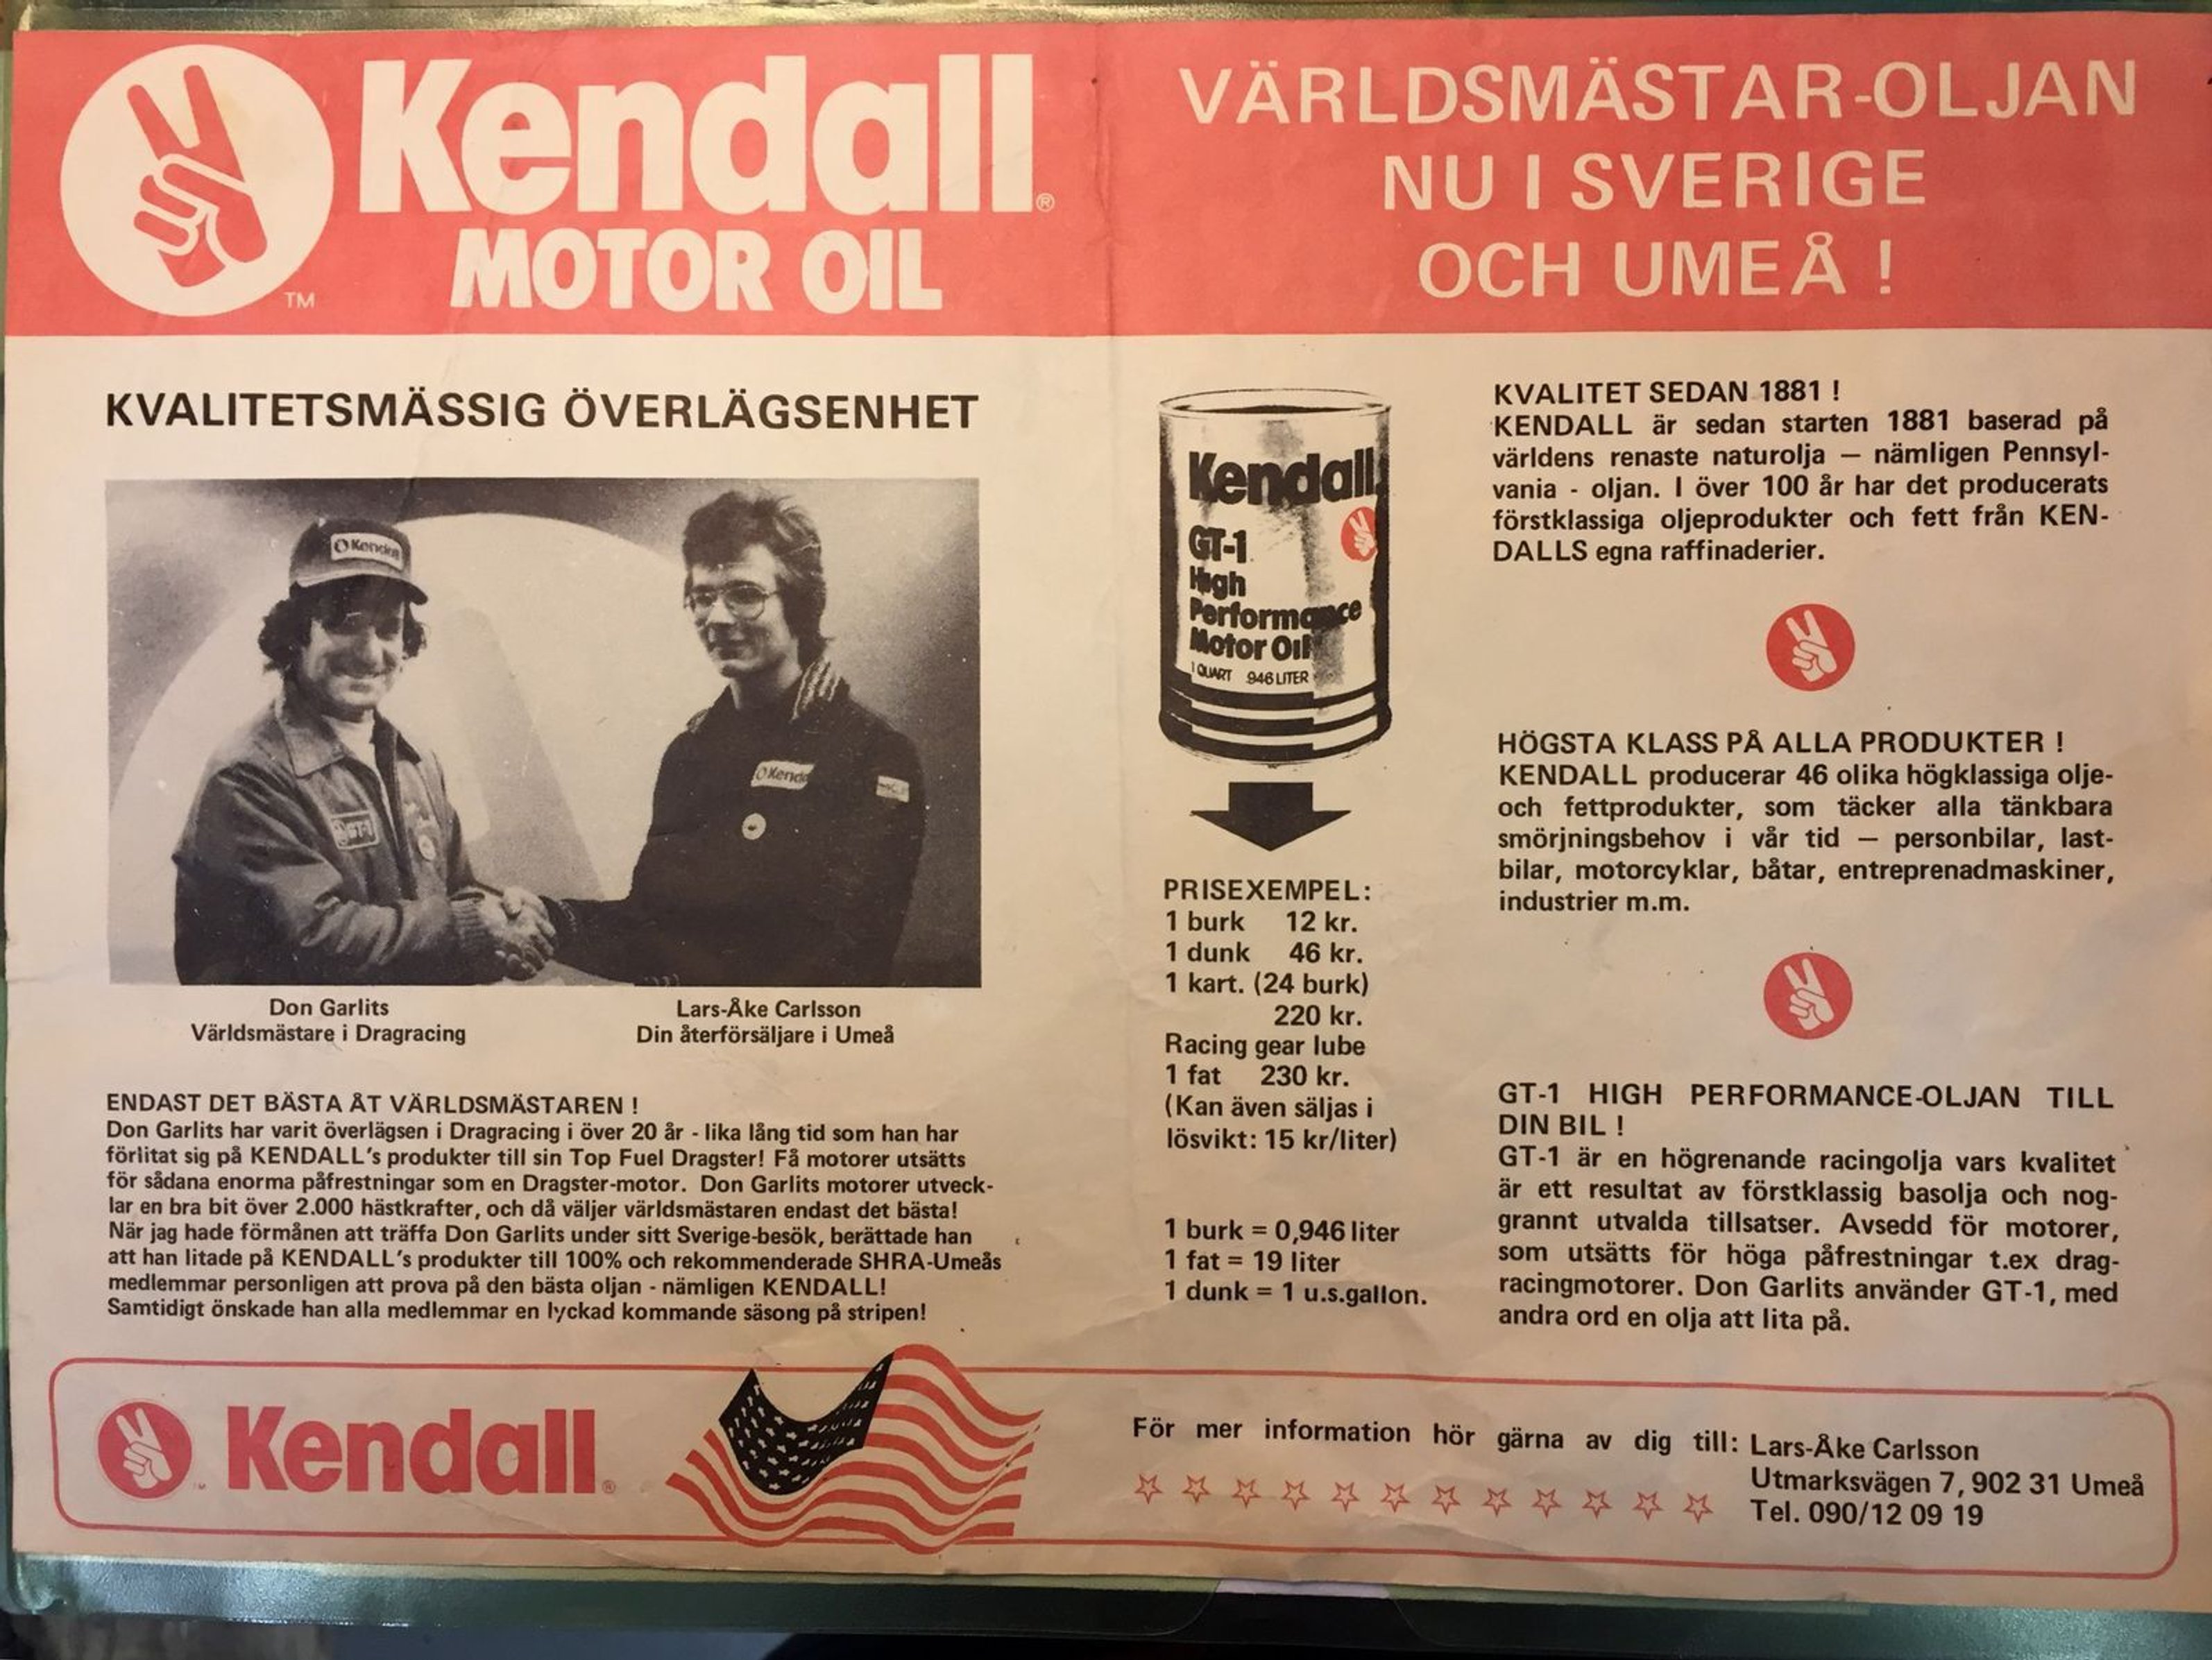 Kendall®
MOTOR OIL
TM
VÄRLDSMÄSTAR-OLJAN
NU I SVERIGE
OCH UMEÅ !
KVALITETSMÄSSIG ÖVERLÄGSENHET
Kendall
Kendall
GT-1
Don Garlits
Världsmästare i Dragracing
Lars-Åke Carlsson
Din återförsäljare i Umeå
ENDAST DET BÄSTA ÅT VÄRLDSMÄSTAREN !
Don Garlits har varit överlägsen i Dragracing i över 20 år - lika lång tid som han har
förlitat sig på KENDALL's produkter till sin Top Fuel Dragster! Få motorer utsätts
för sådana enorma påfrestningar som en Dragster-motor. Don Garlits motorer utveck-
lar en bra bit över 2.000 hästkrafter, och då väljer världsmästaren endast det bästa!
När jag hade förmånen att träffa Don Garlits under sitt Sverige-besök, berättade han
att han litade på KENDALL's produkter till 100% och rekommenderade SHRA-Umeås
medlemmar personligen att prova på den bästa oljan - nämligen KENDALL!
Samtidigt önskade han alla medlemmar en lyckad kommande säsong på stripen!
Kendall
GT-1
High
Performance
Motor Oil
1 QUART .946 LITER
PRISEXEMPEL:
1 burk 12 kr.
1 dunk 46 kr.
1 kart. (24 burk)
220 kr.
Racing gear lube
1 fat 230 kr.
(Kan även säljas i
lösvikt: 15 kr/liter)
1 burk = 0,946 liter
1 fat = 19 liter
1 dunk = 1 u.s.gallon.
KVALITET SEDAN 1881 !
KENDALL är sedan starten 1881 baserad på
världens renaste naturolja — nämligen Pennsyl-
vania - oljan. I över 100 år har det producerats
förstklassiga oljeprodukter och fett från KEN-
DALLS egna raffinaderier.
HÖGSTA KLASS PÅ ALLA PRODUKTER !
KENDALL producerar 46 olika högklassiga olje-
och fettprodukter, som täcker alla tänkbara
smörjningsbehov i vår tid — personbilar, last-
bilar, motorcyklar, båtar, entreprenadmaskiner,
industrier m.m.
GT-1 HIGH PERFORMANCE-OLJAN TILL
DIN BIL !
GT-1 är en högrenande racingolja vars kvalitet
är ett resultat av förstklassig basolja och nog-
grannt utvalda tillsatser. Avsedd för motorer,
som utsätts för höga påfrestningar t.ex drag-
racingmotorer. Don Garlits använder GT-1, med
andra ord en olja att lita på.
Kendall®
För mer information hör gärna av dig till: Lars-Åke Carlsson
Utmarksvägen 7, 902 31 Umeå
Tel. 090/12 09 19